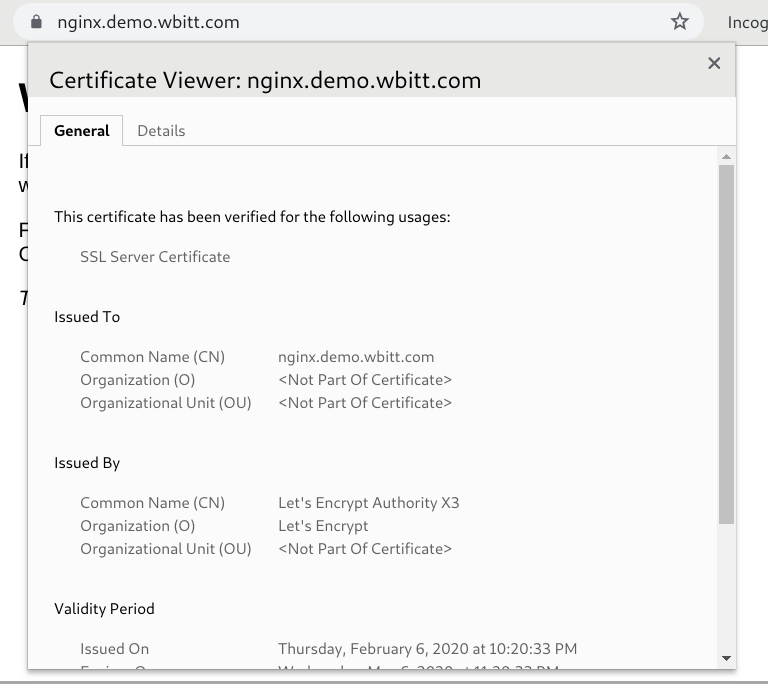 nginx.demo.wbitt.com
Incog
Certificate Viewer: nginx.demo.wbitt.com
General Details
This certificate has been verified for the following usages:
SSL Server Certificate
Issued To
Common Name (CN) nginx.demo.wbitt.com
Organization (O) <Not Part Of Certificate>
Organizational Unit (OU) <Not Part Of Certificate>
Issued By
Common Name (CN) Let's Encrypt Authority X3
Organization (O) Let's Encrypt
Organizational Unit (OU) <Not Part Of Certificate>
Validity Period
Issued On Thursday, February 6, 2020 at 10:20:33 PM